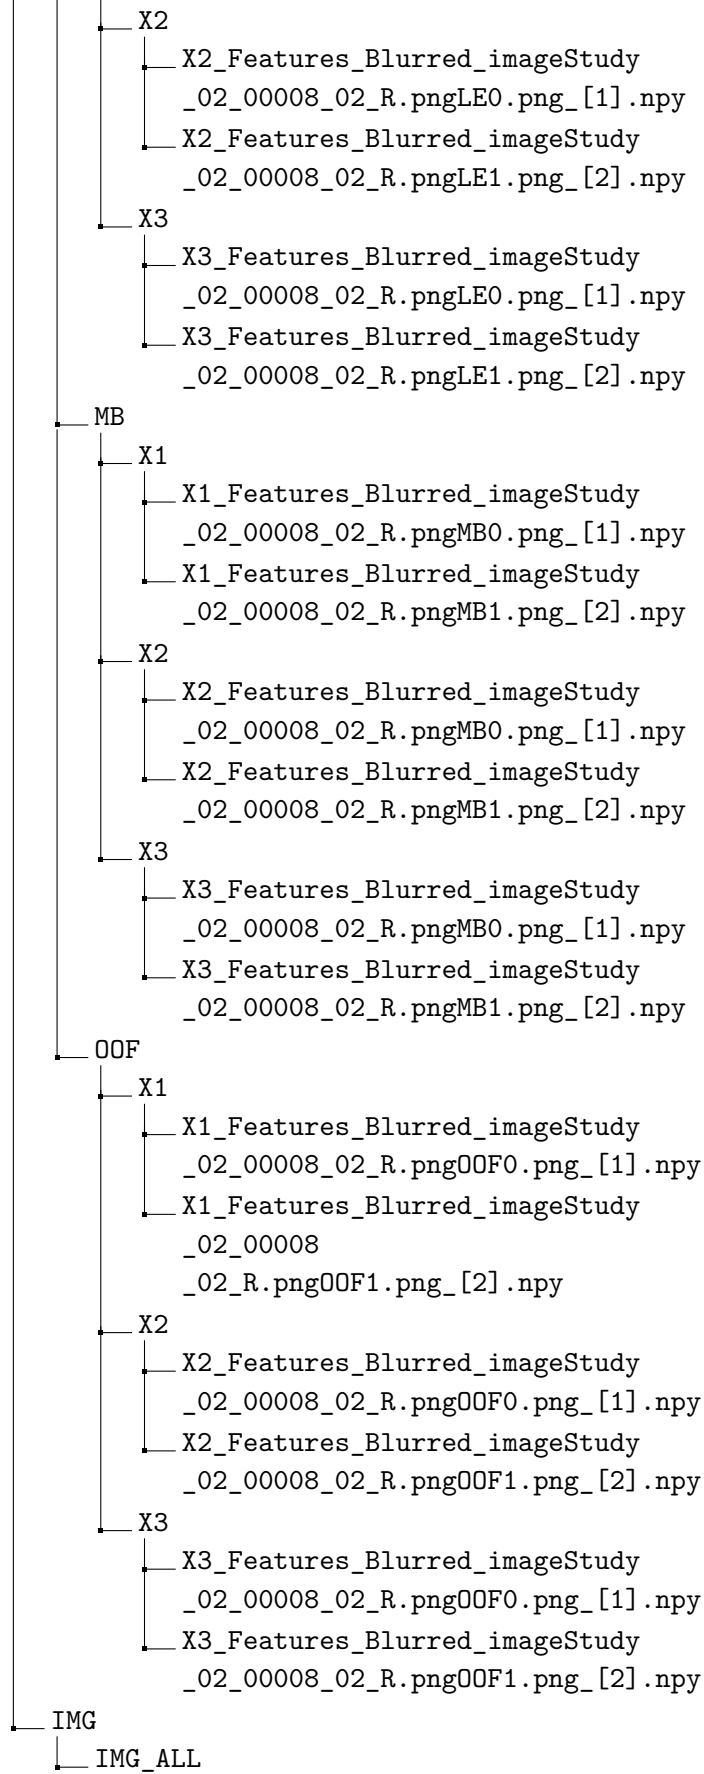 X2
X2_Features_Blurred_imageStudy
_02_00008_02_R.pngLE0.png_[1].npy
X2_Features_Blurred_imageStudy
_02_00008_02_R.pngLE1.png_[2].npy
X3
X3_Features_Blurred_imageStudy
_02_00008_02_R.pngLE0.png_[1].npy
X3_Features_Blurred_imageStudy
_02_00008_02_R.pngLE1.png_[2].npy
MB
X1
X1_Features_Blurred_imageStudy
_02_00008_02_R.pngMB0.png_[1].npy
X1_Features_Blurred_imageStudy
_02_00008_02_R.pngMB1.png_[2].npy
X2
X2_Features_Blurred_imageStudy
_02_00008_02_R.pngMB0.png_[1].npy
X2_Features_Blurred_imageStudy
_02_00008_02_R.pngMB1.png_[2].npy
X3
X3_Features_Blurred_imageStudy
_02_00008_02_R.pngMB0.png_[1].npy
X3_Features_Blurred_imageStudy
_02_00008_02_R.pngMB1.png_[2].npy
OOF
X1
X1_Features_Blurred_imageStudy
_02_00008_02_R.pngOOF0.png_[1].npy
X1_Features_Blurred_imageStudy
_02_00008
_02_R.pngOOF1.png_[2].npy
X2
X2_Features_Blurred_imageStudy
_02_00008_02_R.pngOOF0.png_[1].npy
X2_Features_Blurred_imageStudy
_02_00008_02_R.pngOOF1.png_[2].npy
X3
X3_Features_Blurred_imageStudy
_02_00008_02_R.pngOOF0.png_[1].npy
X3_Features_Blurred_imageStudy
_02_00008_02_R.pngOOF1.png_[2].npy
IMG
IMG_ALL